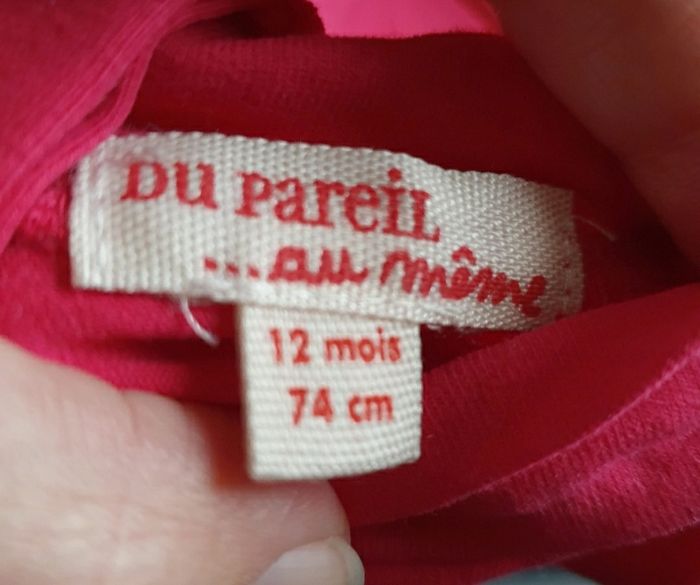 DU PareiL
...au même
12 mois
74 cm